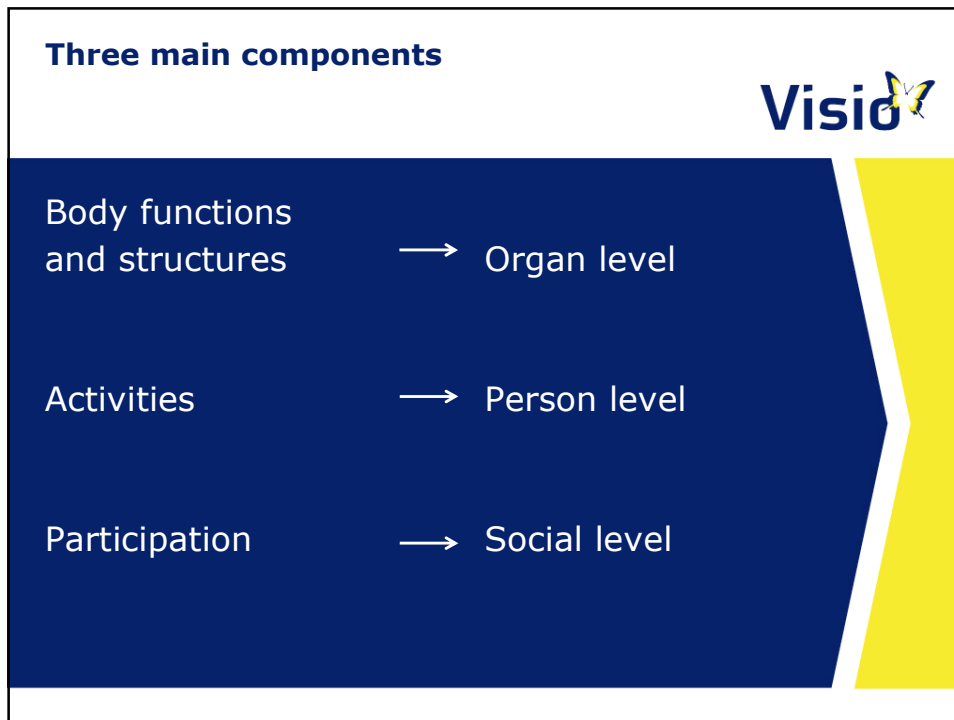 Three main components
Visio
Body functions
and structures → Organ level
Activities → Person level
Participation → Social level